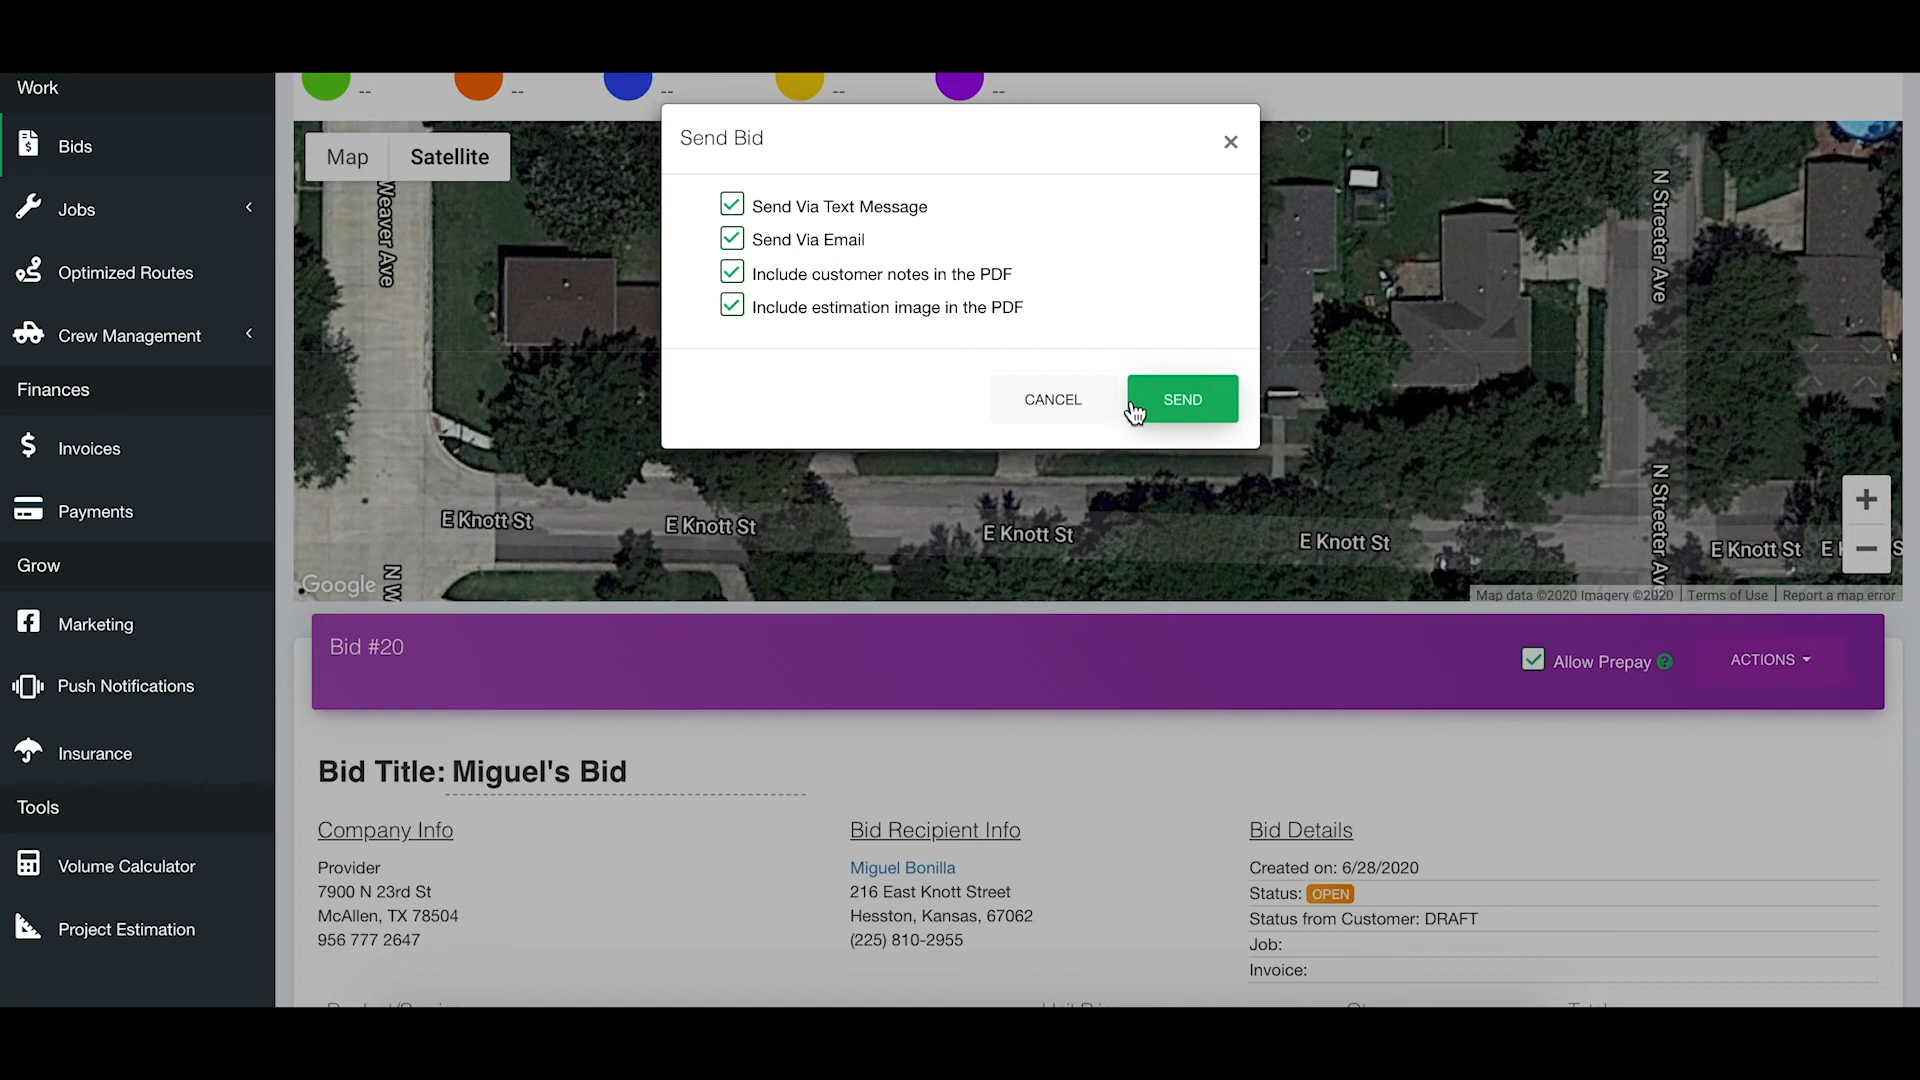 Work
Bids
Jobs
Optimized Routes
Crew Management
Finances
Invoices
Payments
Grow
Marketing
Push Notifications
Insurance
Tools
Volume Calculator
Project Estimation
-- -- -- -- --
Map Satellite
Send Bid
×
Send Via Text Message
Send Via Email
Include customer notes in the PDF
Include estimation image in the PDF
CANCEL SEND
Weaver Ave
N Streeter Ave
E Knott St
E Knott St
E Knott St
E Knott St
E Knott St
N Streeter Av
N W
Google
+
−
Map data ©2020 Imagery ©2020 Terms of Use Report a map error
Bid #20
Allow Prepay ?
ACTIONS
Bid Title: Miguel's Bid
Company Info
Provider
7900 N 23rd St
McAllen, TX 78504
956 777 2647
Bid Recipient Info
Miguel Bonilla
216 East Knott Street
Hesston, Kansas, 67062
(225) 810-2955
Bid Details
Created on: 6/28/2020
Status: OPEN
Status from Customer: DRAFT
Job:
Invoice: